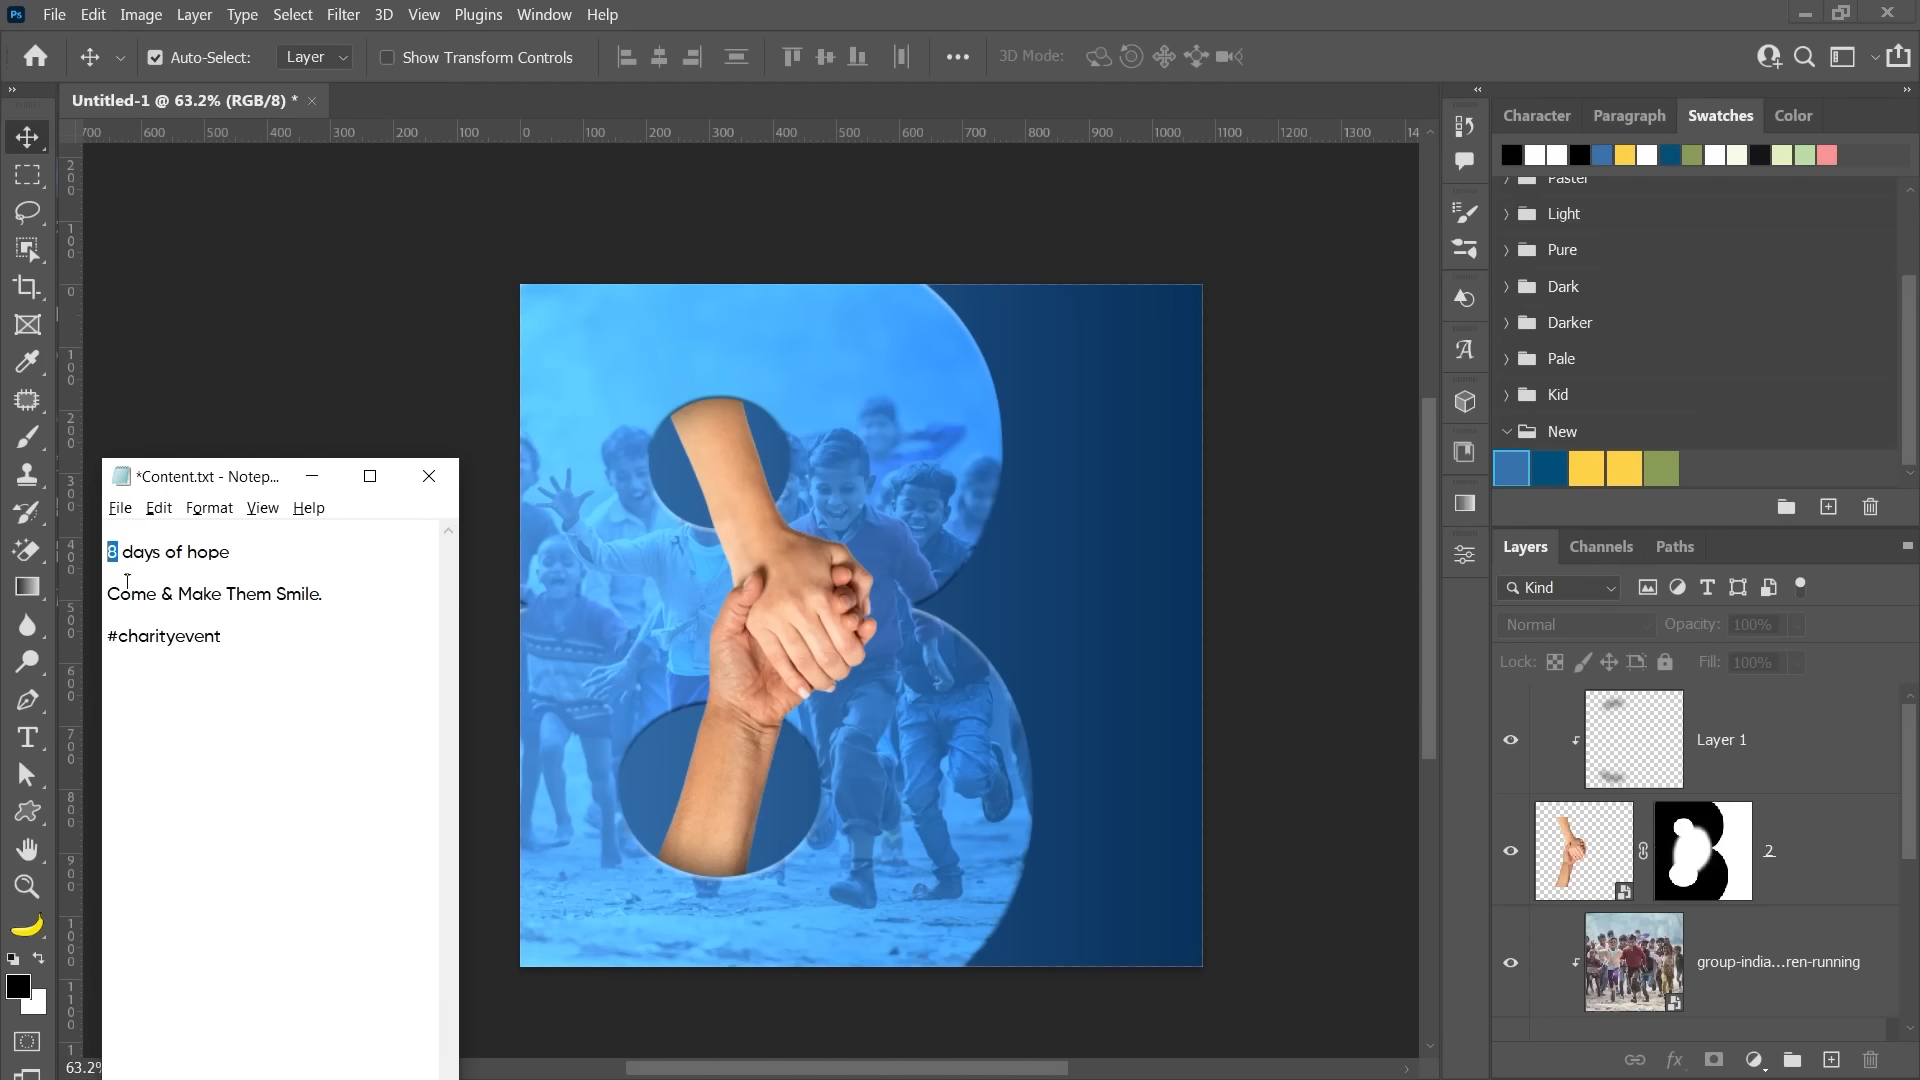 Ps File Edit Image Layer Type Select Filter 3D View Plugins Window Help
Auto-Select: Layer Show Transform Controls 3D Mode:
Untitled-1 @ 63.2% (RGB/8) *
700 600 500 400 300 200 100 0 100 200 300 400 500 600 700 800 900 1000 1100 1200 1300 14
Character Paragraph Swatches Color
Pastel
Light
Pure
Dark
Darker
Pale
Kid
New
*Content.txt - Notep...
File Edit Format View Help
8 days of hope
Come & Make Them Smile.
#charityevent
Layers Channels Paths
Kind
Normal Opacity: 100%
Lock: Fill: 100%
Layer 1
2
group-india...ren-running
63.2%